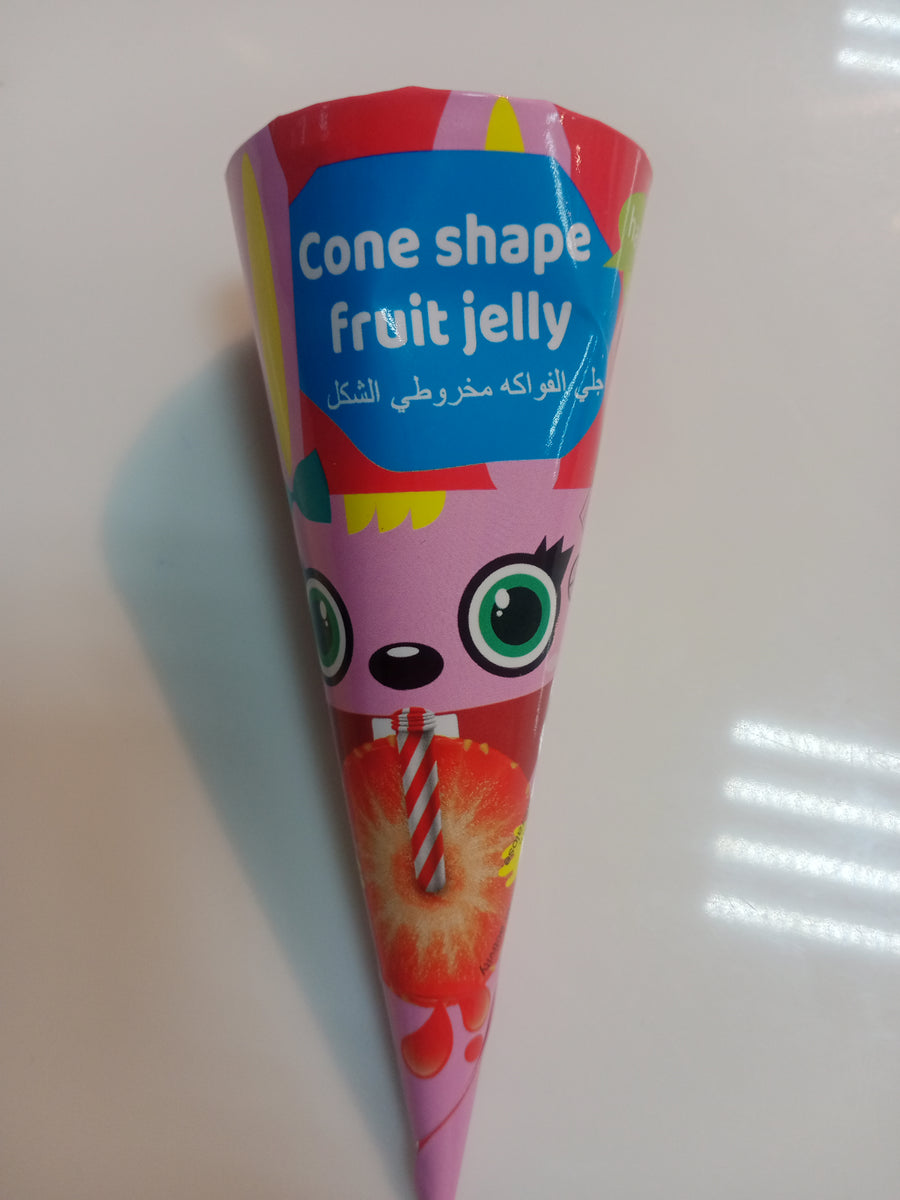 Cone shape
fruit jelly
جلي الفواكه مخروطي الشكل